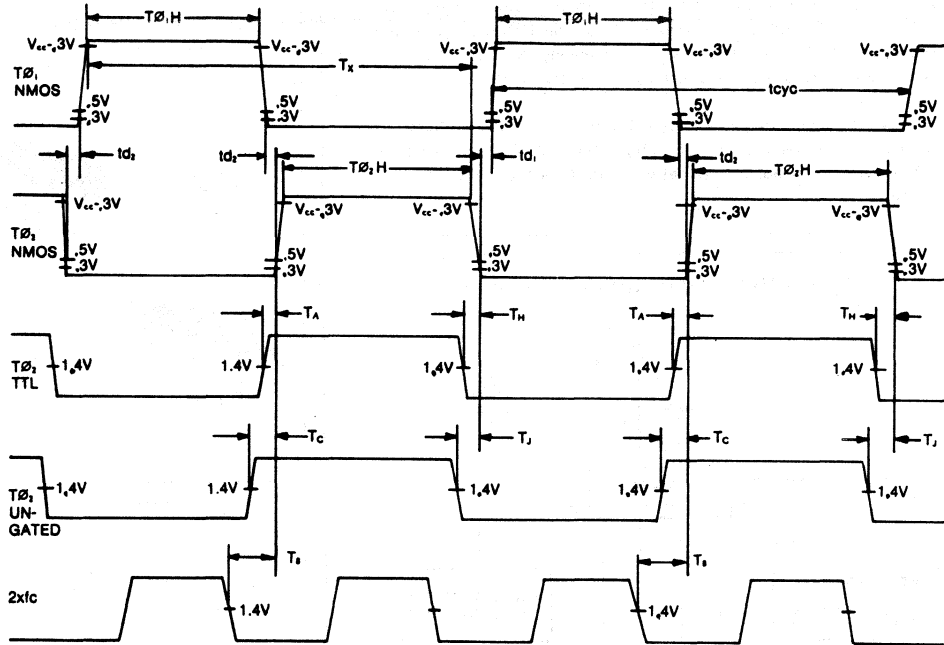 TØ₁H TØ₁H
Vcc-.3V Vcc-.3V Vcc-.3V Vcc-.3V Vcc-.3V
TØ₁
NMOS
Tx
tcyc
.5V .5V .5V .5V .5V
.3V .3V .3V .3V .3V
td₂ td₂ td₁ td₂
TØ₂H TØ₂H
Vcc-.3V Vcc-.3V Vcc-.3V Vcc-.3V Vcc-.3V
TØ₂
NMOS
.5V .5V .5V .5V .5V
.3V .3V .3V .3V .3V
TA TH TA TH
TØ₂
TTL
1.4V 1.4V 1.4V 1.4V 1.4V
TC TJ TC TJ
TØ₂
UN-
GATED
1.4V 1.4V 1.4V 1.4V 1.4V
2xfc
1.4V 1.4V